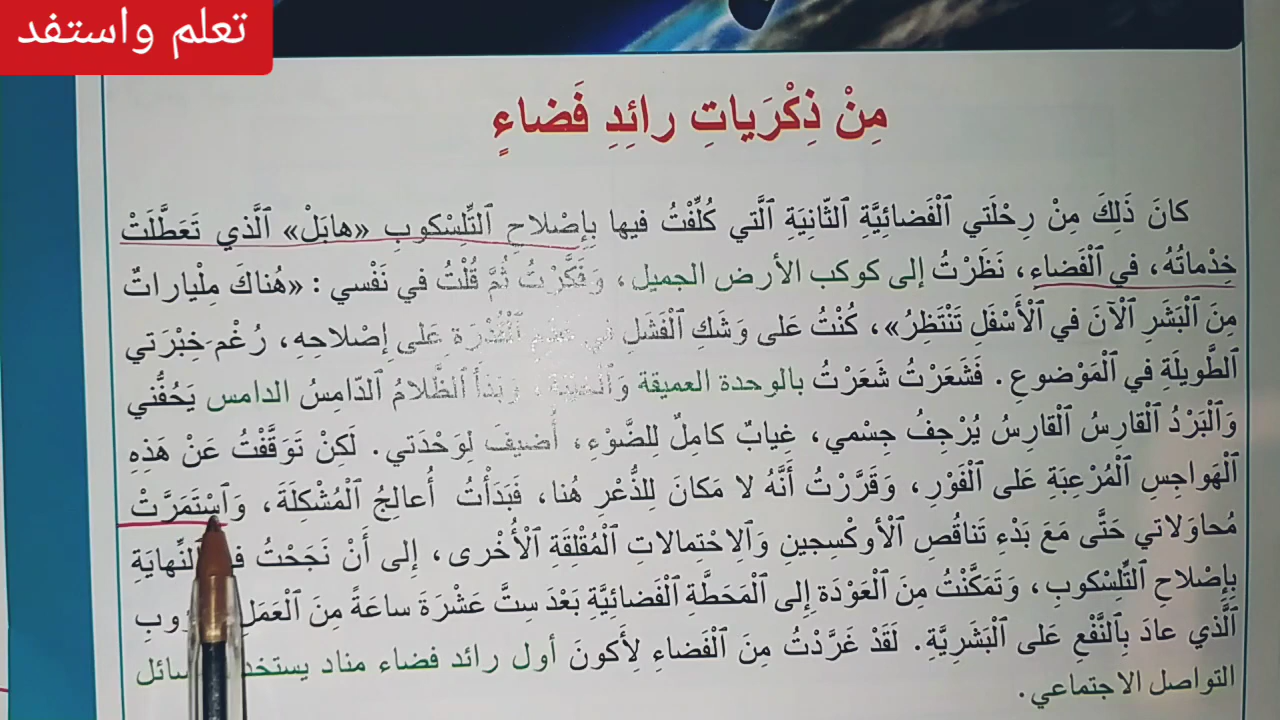 تعلم واستفد
مِنْ ذِكْرَياتِ رائِدِ فَضاءٍ
كانَ ذَلِكَ مِنْ رِحْلَتي ٱلْفَضائِيَّةِ ٱلثّانِيَةِ ٱلَّتي كُلِّفْتُ فيها بِإِصْلاحِ ٱلتِّلِسْكوبِ «هابَلْ» ٱلَّذي تَعَطَّلَتْ
خِدْماتُهُ، في ٱلْفَضاءِ، نَظَرْتُ إلى كوكب الأرض الجميل، وَفَكَّرْتُ ثُمَّ قُلْتُ في نَفْسي : «هُناكَ مِلْياراتٌ
مِنَ ٱلْبَشَرِ ٱلْآنَ في ٱلْأَسْفَلِ تَنْتَظِرُ»، كُنْتُ عَلى وَشَكِ ٱلْفَشَلِ في عَدَمِ ٱلْقُدْرَةِ عَلى إِصْلاحِهِ، رُغْمَ خِبْرَتي
ٱلطَّويلَةِ في ٱلْمَوْضوعِ. فَشَعَرْتُ شَعَرْتُ بالوحدة العميقة وَبَدَأَ ٱلظَّلامُ ٱلدّامِسُ الدامس يَحُفُّني
وَٱلْبَرْدُ ٱلْقارِسُ ٱلْقارِسُ يُرْجِفُ جِسْمي، غِيابٌ كامِلٌ لِلضَّوْءِ، أُضيفَ لِوَحْدَتي. لَكِنْ تَوَقَّفْتُ عَنْ هَذِهِ
ٱلْهَواجِسِ ٱلْمُرْعِبَةِ عَلى ٱلْفَوْرِ، وَقَرَّرْتُ أَنَّهُ لا مَكانَ لِلذُّعْرِ هُنا، فَبَدَأْتُ أُعالِجُ ٱلْمُشْكِلَةَ، وَٱسْتَمَرَّتْ
مُحاوَلاتي حَتَّى مَعَ بَدْءِ تَناقُصِ ٱلْأوكْسِجينِ وَٱلِاحْتِمالاتِ ٱلْمُقْلِقَةِ ٱلْأُخْرى، إِلى أَنْ نَجَحْتُ ٱلنِّهايَةِ
بِإِصْلاحِ ٱلتِّلِسْكوبِ، وَتَمَكَّنْتُ مِنَ ٱلْعَوْدَةِ إِلى ٱلْمَحَطَّةِ ٱلْفَضائِيَّةِ بَعْدَ سِتَّ عَشْرَةَ ساعَةً مِنَ ٱلْعَمَلِ
ٱلَّذي عادَ بِٱلنَّفْعِ عَلى ٱلْبَشَرِيَّةِ. لَقَدْ غَرَّدْتُ مِنَ ٱلْفَضاءِ لِأَكونَ أول رائد فضاء مناد
التواصل الاجتماعي.